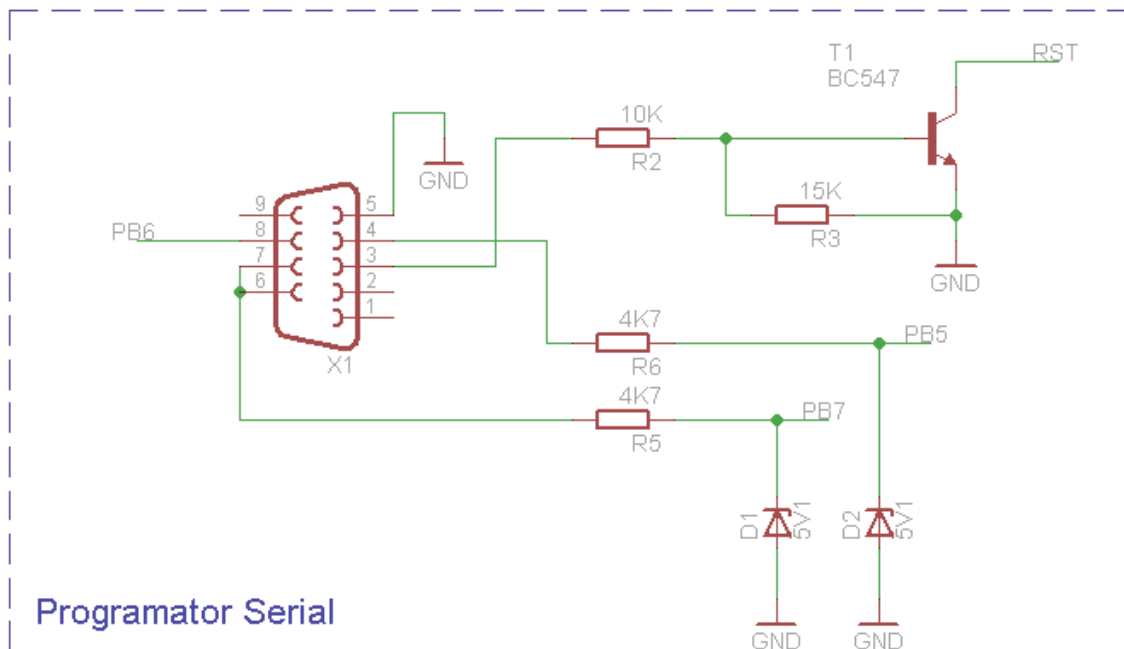 T1
BC547
RST
10K
R2
GND
15K
R3
GND
PB6
9
8
7
6
5
4
3
2
1
X1
4K7
R6
PB5
4K7
R5
PB7
D1
5V1
D2
5V1
GND
GND
Programator Serial